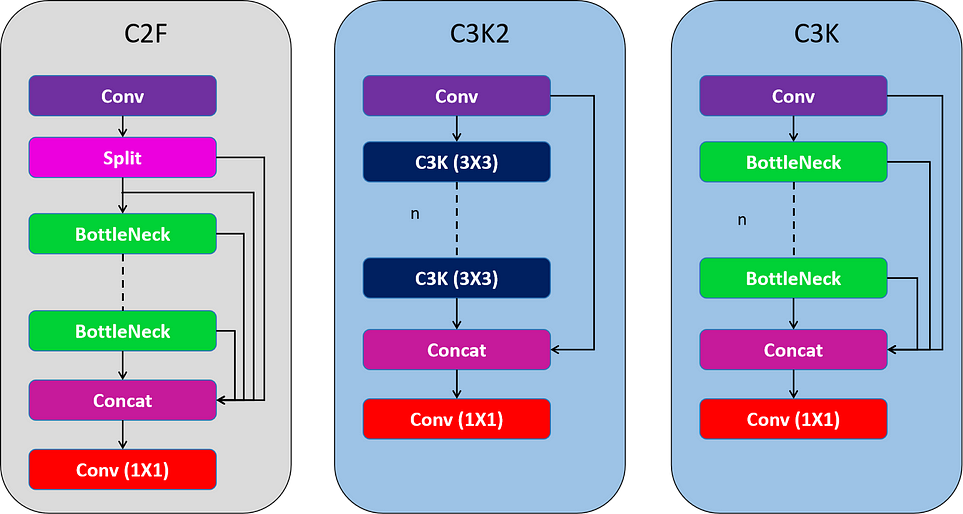 C2F
Conv
Split
BottleNeck
BottleNeck
Concat
Conv (1X1)
C3K2
Conv
C3K (3X3)
n
C3K (3X3)
Concat
Conv (1X1)
C3K
Conv
BottleNeck
n
BottleNeck
Concat
Conv (1X1)